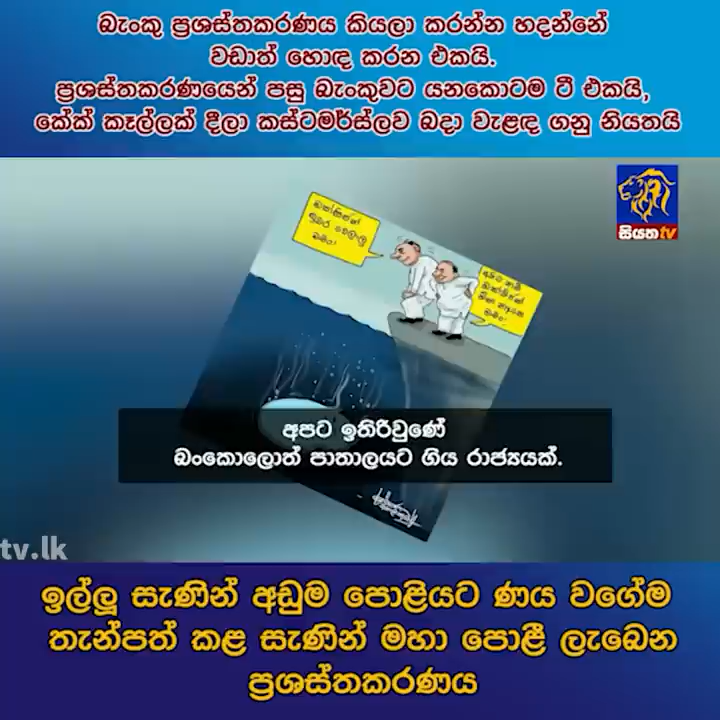 බැංකු ප්‍රශස්තකරණය කියලා කරන්න හදන්නේ
වඩාත් හොඳ කරන එකයි.
ප්‍රශස්තකරණයෙන් පසු බැංකුවට යනකොටම ටී එකයි,
කේක් කෑල්ලක් දීලා කස්ටමර්ස්ලව බදා වැළඳ ගනු නියතයි
සියත tv
අපට ඉතිරිවුණේ
බංකොලොත් පාතාලයට ගිය රාජ්‍යයක්.
tv.lk
ඉල්ලූ සැණින් අඩුම පොළියට ණය වගේම
තැන්පත් කළ සැණින් මහා පොළී ලැබෙන
ප්‍රශස්තකරණය